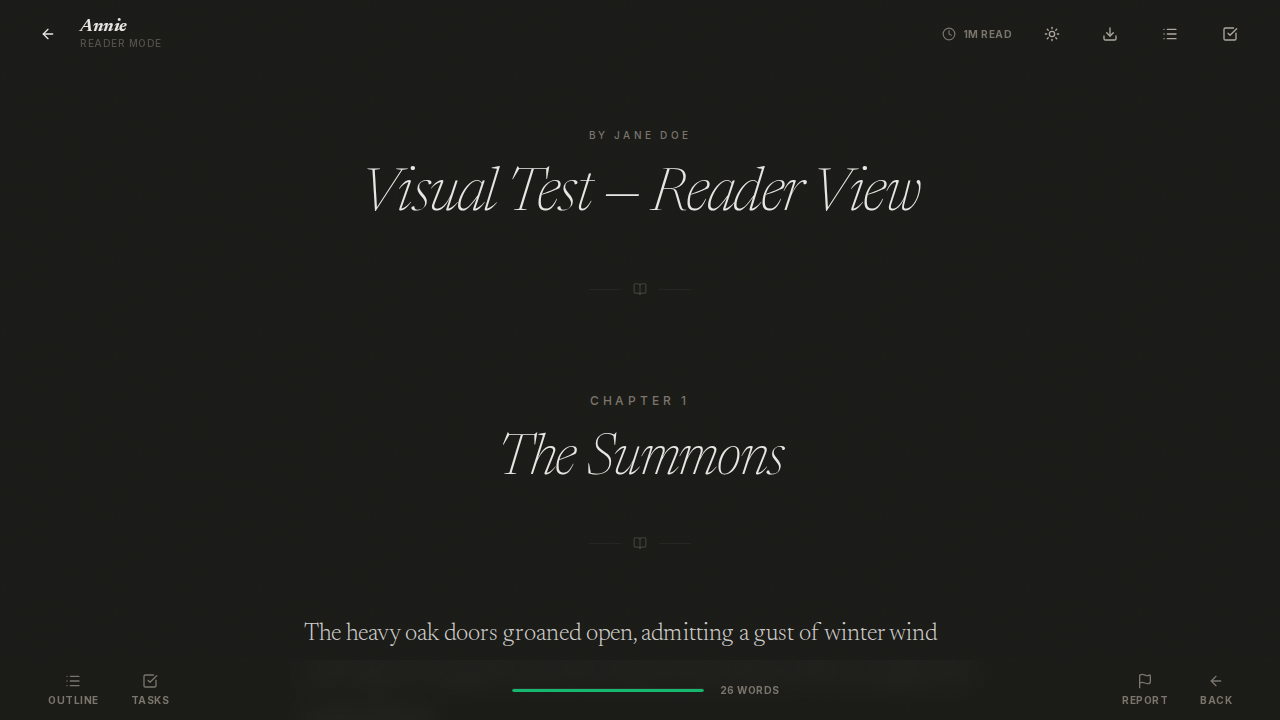 Annie
READER MODE
1M READ
BY JANE DOE
Visual Test — Reader View
CHAPTER 1
The Summons
The heavy oak doors groaned open, admitting a gust of winter wind
OUTLINE
TASKS
26 WORDS
REPORT
BACK